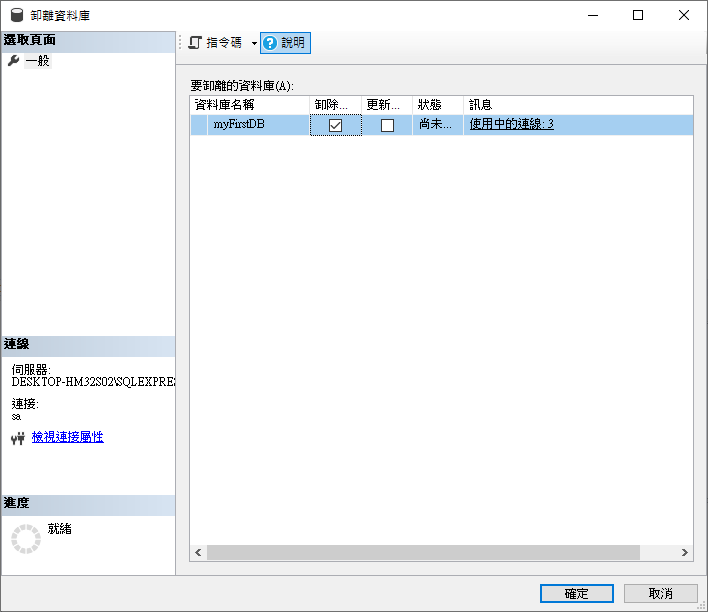 卸離資料庫
選取頁面
一般
指令碼
說明
要卸離的資料庫(A):
資料庫名稱 卸除... 更新... 狀態 訊息
myFirstDB 尚未... 使用中的連線: 3
連線
伺服器:
DESKTOP-HM32S02\SQLEXPRES
連接:
sa
檢視連接屬性
進度
就緒
確定
取消